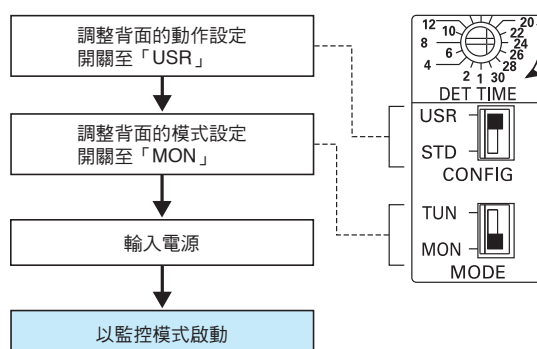 調整背面的動作設定
開關至「USR」
調整背面的模式設定
開關至「MON」
輸入電源
以監控模式啟動
12
10
8
6
4
2
1
30
28
26
24
22
20
DET TIME
USR
STD
CONFIG
TUN
MON
MODE